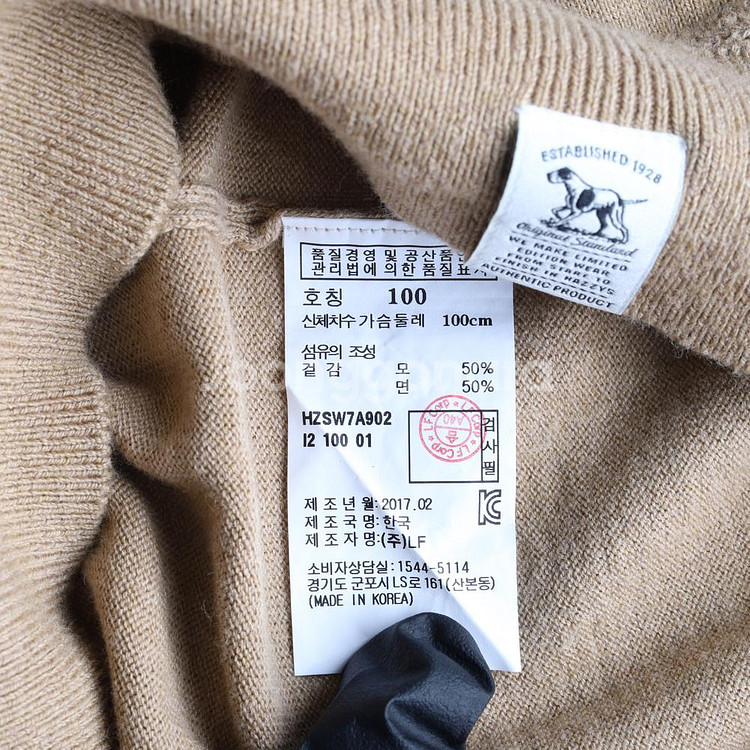 ESTABLISHED 1928
Original Standard
WE MAKE LIMITED
EDITION WEAR
FROM START TO
FINISH IN HAZZYS
AUTHENTIC PRODUCT
품질경영 및 공산품
관리법에 의한 품질표시
호칭 100
신체치수 가슴둘레 100cm
섬유의 조성
겉 감 모 50%
면 50%
HZSW7A902
I2 100 01
LF Corp
A40
LF Corp
검사필
제 조 년 월: 2017.02
제 조 국 명: 한국
제 조 자 명: (주)LF
소비자상담실: 1544-5114
경기도 군포시 LS로 161 (산본동)
(MADE IN KOREA)